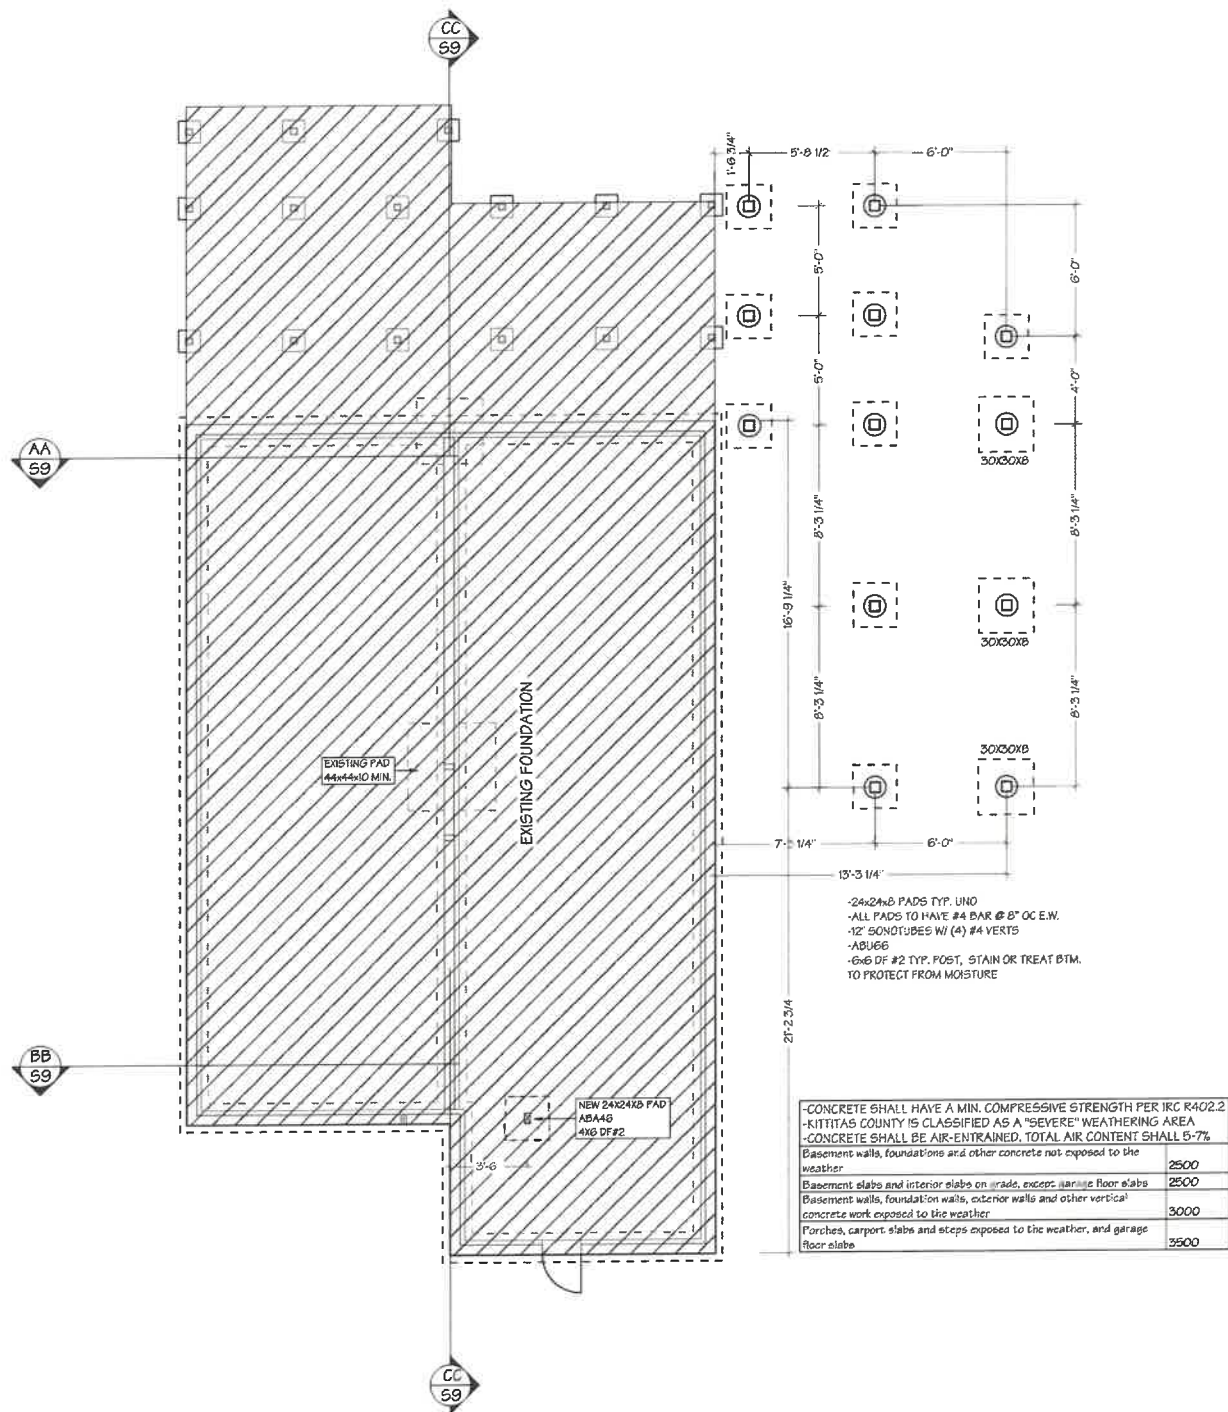 CC
S9
1'-6 3/4"
5'-8 1/2
6'-0"
5'-0"
6'-0"
5'-0"
4'-0"
AA
S9
30X30X8
8'-3 1/4"
8'-3 1/4"
16'-9 1/4"
30X30X8
EXISTING FOUNDATION
8'-3 1/4"
8'-3 1/4"
EXISTING PAD
44x44x10 MIN.
30X30X8
1/4"
6'-0"
13'-3 1/4"
-24x24x8 PADS TYP. UNO
-ALL PADS TO HAVE #4 BAR @ 8" OC E.W.
-12" SONOTUBES W/ (4) #4 VERTS
-ABU66
-6x6 DF #2 TYP. POST, STAIN OR TREAT BTM.
TO PROTECT FROM MOISTURE
21'-2 3/4
BB
S9
NEW 24X24X8 PAD
ABA46
4X6 DF#2
3'-6
-CONCRETE SHALL HAVE A MIN. COMPRESSIVE STRENGTH PER IRC R402.2
-KITTITAS COUNTY IS CLASSIFIED AS A "SEVERE" WEATHERING AREA
-CONCRETE SHALL BE AIR-ENTRAINED. TOTAL AIR CONTENT SHALL 5-7%
Basement walls, foundations and other concrete not exposed to the
weather 2500
Basement slabs and interior slabs on grade, except garage floor slabs 2500
Basement walls, foundation walls, exterior walls and other vertical
concrete work exposed to the weather 3000
Porches, carport slabs and steps exposed to the weather, and garage
floor slabs 3500
CC
S9